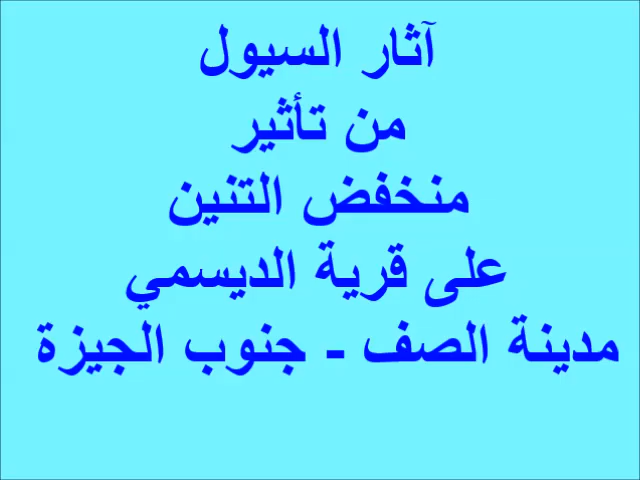 آثار السيول
من تأثير
منخفض التنين
على قرية الديسمي
مدينة الصف - جنوب الجيزة